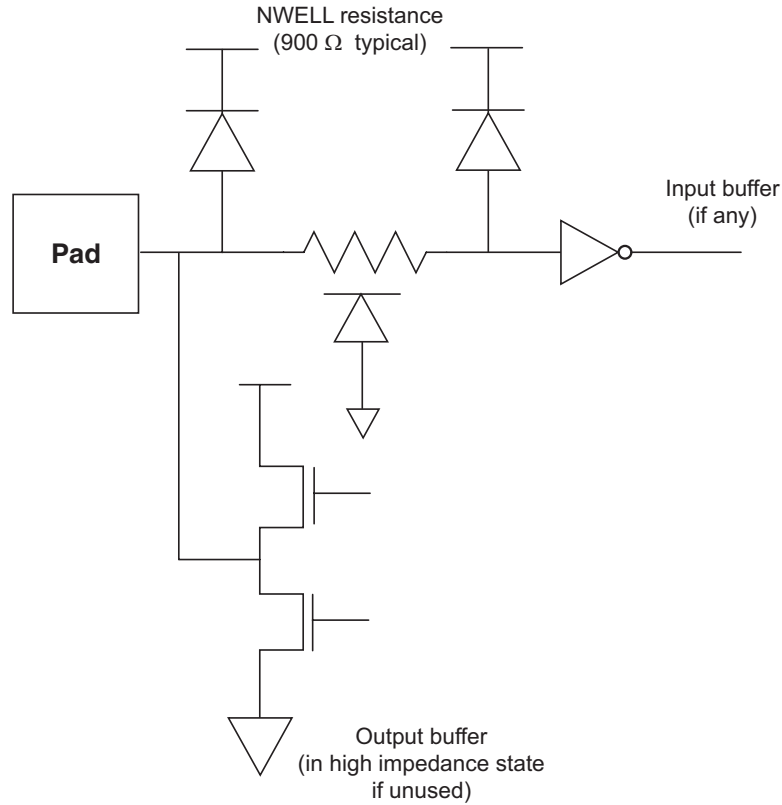 NWELL resistance
(900 Ω typical)
Input buffer
(if any)
Pad
Output buffer
(in high impedance state
if unused)